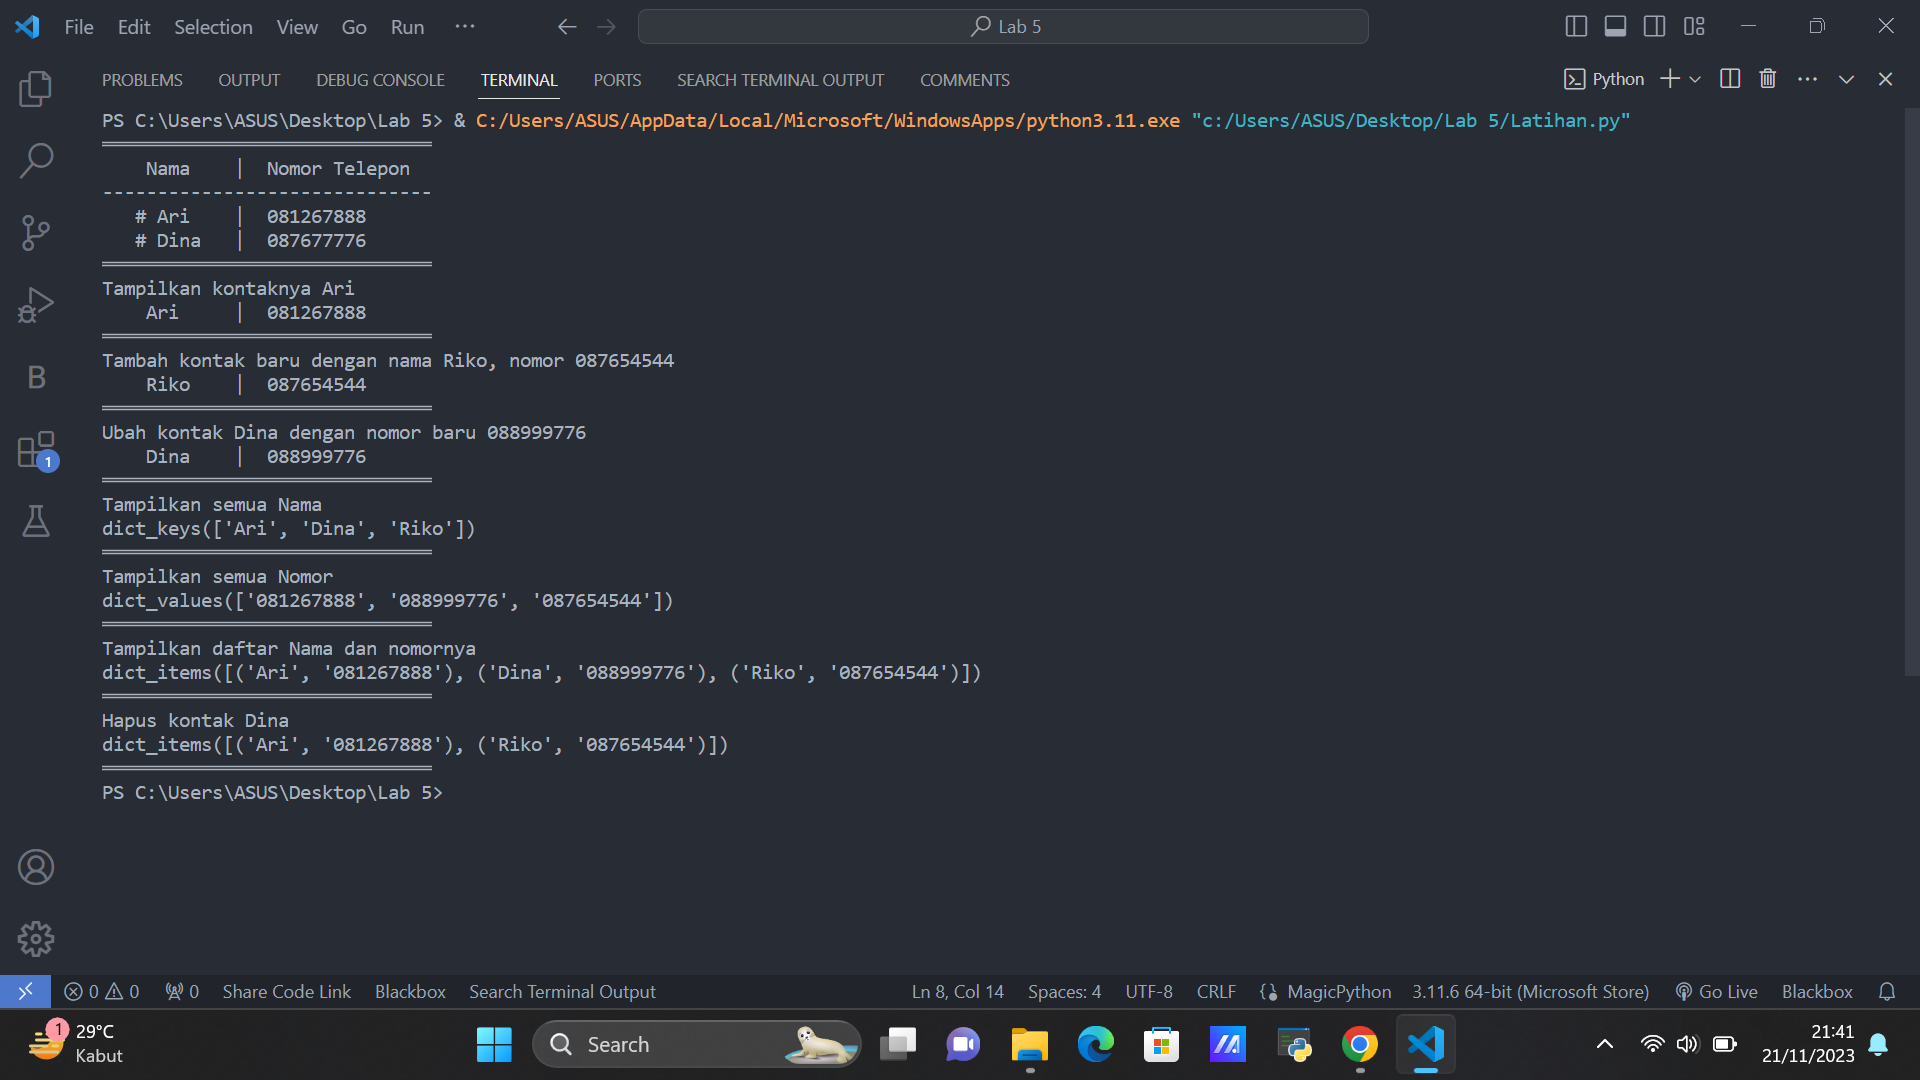 File Edit Selection View Go Run ··· Lab 5
PROBLEMS OUTPUT DEBUG CONSOLE TERMINAL PORTS SEARCH TERMINAL OUTPUT COMMENTS Python
PS C:\Users\ASUS\Desktop\Lab 5> & C:/Users/ASUS/AppData/Local/Microsoft/WindowsApps/python3.11.exe "c:/Users/ASUS/Desktop/Lab 5/Latihan.py"
══════════════════════════════
Nama | Nomor Telepon
------------------------------
# Ari | 081267888
# Dina | 087677776
══════════════════════════════
Tampilkan kontaknya Ari
Ari | 081267888
══════════════════════════════
Tambah kontak baru dengan nama Riko, nomor 087654544
Riko | 087654544
══════════════════════════════
Ubah kontak Dina dengan nomor baru 088999776
Dina | 088999776
══════════════════════════════
Tampilkan semua Nama
dict_keys(['Ari', 'Dina', 'Riko'])
══════════════════════════════
Tampilkan semua Nomor
dict_values(['081267888', '088999776', '087654544'])
══════════════════════════════
Tampilkan daftar Nama dan nomornya
dict_items([('Ari', '081267888'), ('Dina', '088999776'), ('Riko', '087654544')])
══════════════════════════════
Hapus kontak Dina
dict_items([('Ari', '081267888'), ('Riko', '087654544')])
══════════════════════════════
PS C:\Users\ASUS\Desktop\Lab 5>
B
1
0 0 0 Share Code Link Blackbox Search Terminal Output Ln 8, Col 14 Spaces: 4 UTF-8 CRLF MagicPython 3.11.6 64-bit (Microsoft Store) Go Live Blackbox
1 29°C
Kabut
Search
21:41
21/11/2023